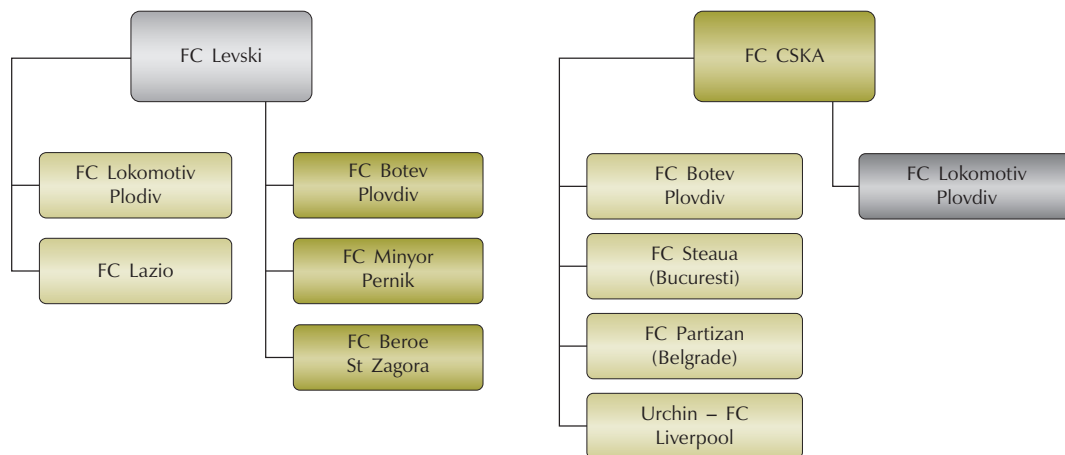 FC Levski
FC Lokomotiv
Plodiv
FC Lazio
FC Botev
Plovdiv
FC Minyor
Pernik
FC Beroe
St Zagora
FC CSKA
FC Botev
Plovdiv
FC Steaua
(Bucuresti)
FC Partizan
(Belgrade)
Urchin – FC
Liverpool
FC Lokomotiv
Plovdiv